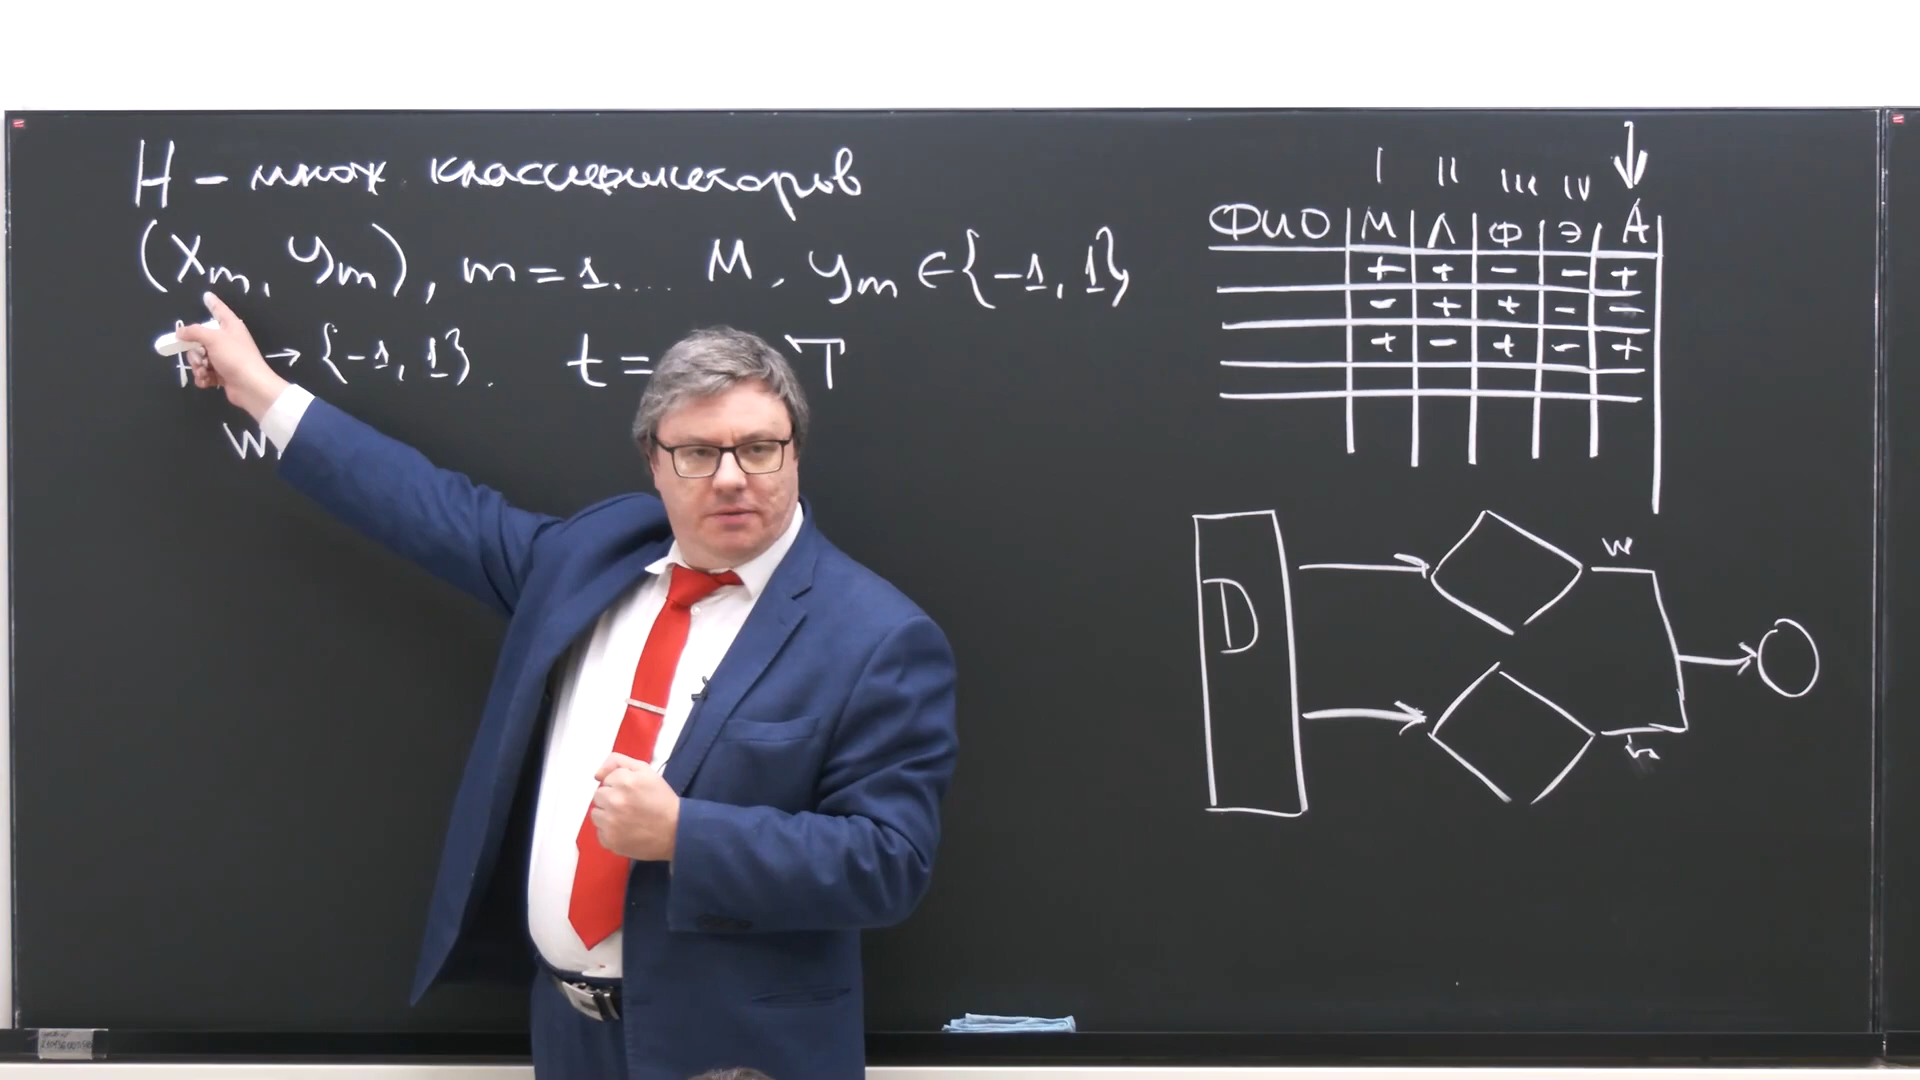 H - множ классификаторов
(Xm, ym), m = 1.... M, ym ∈ {-1, 1}
→ {-1, 1}. t = T
W
I II III IV
ФИО М Л Ф Э А
+ + - - +
- + + - -
+ - + - +
w
D